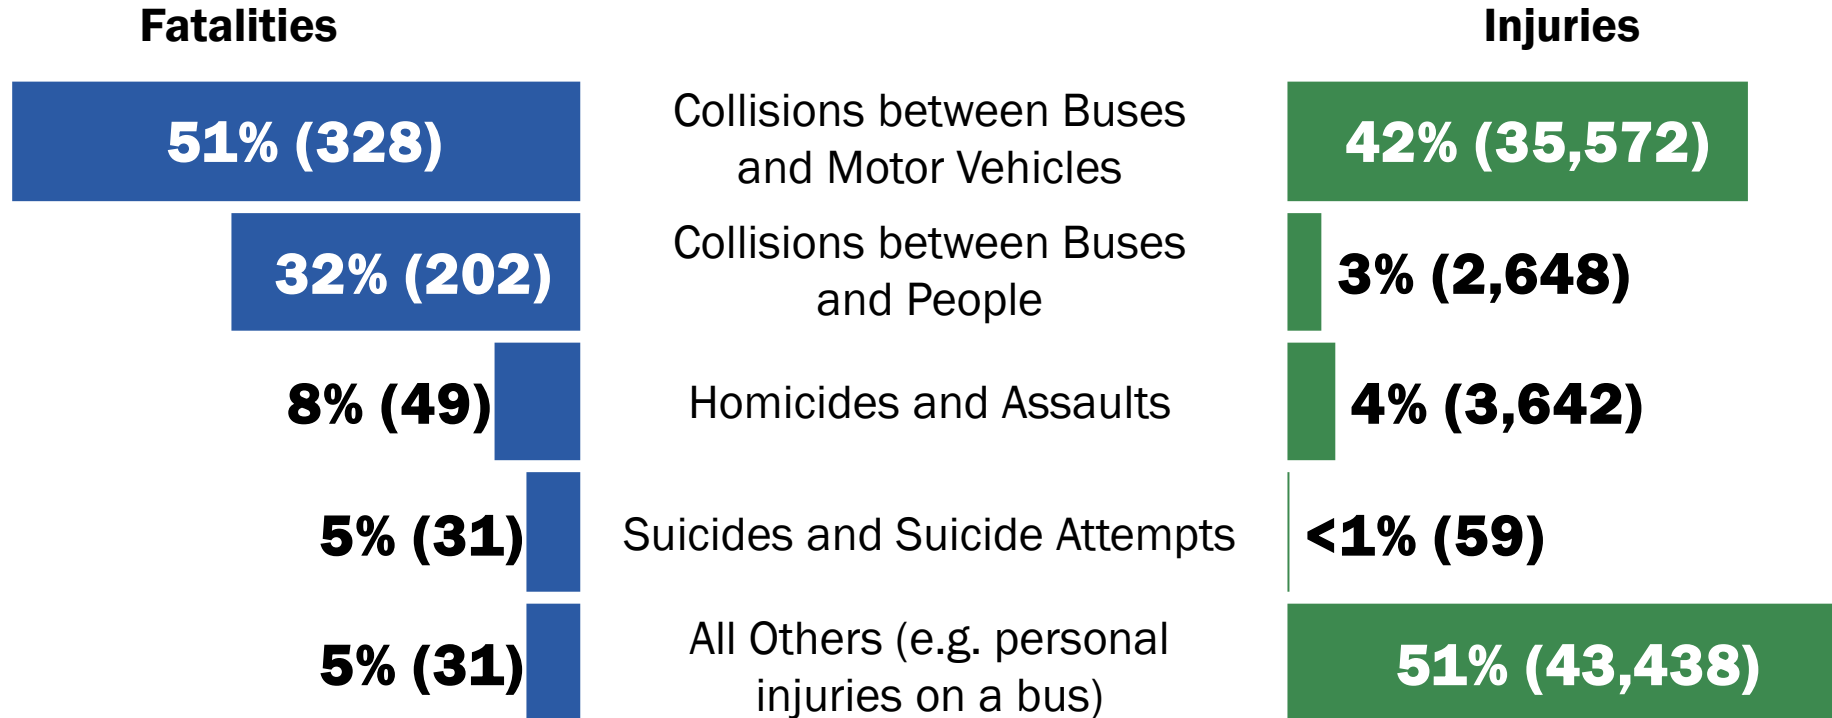 Fatalities
Injuries
51% (328)
Collisions between Buses
and Motor Vehicles
42% (35,572)
32% (202)
Collisions between Buses
and People
3% (2,648)
8% (49)
Homicides and Assaults
4% (3,642)
5% (31)
Suicides and Suicide Attempts
<1% (59)
5% (31)
All Others (e.g. personal
injuries on a bus)
51% (43,438)